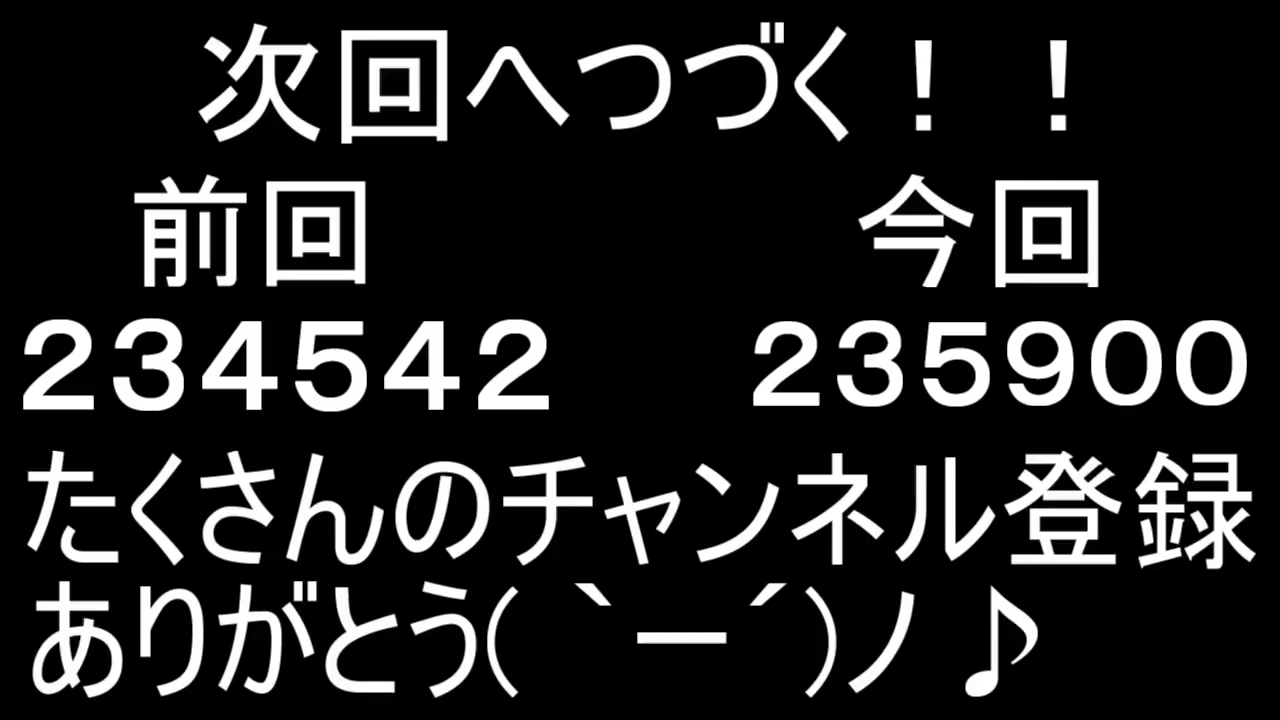 次回へつづく！！
前回 今回
２３４５４２ ２３５９００
たくさんのチャンネル登録
ありがとう( ｀ー´)ノ♪